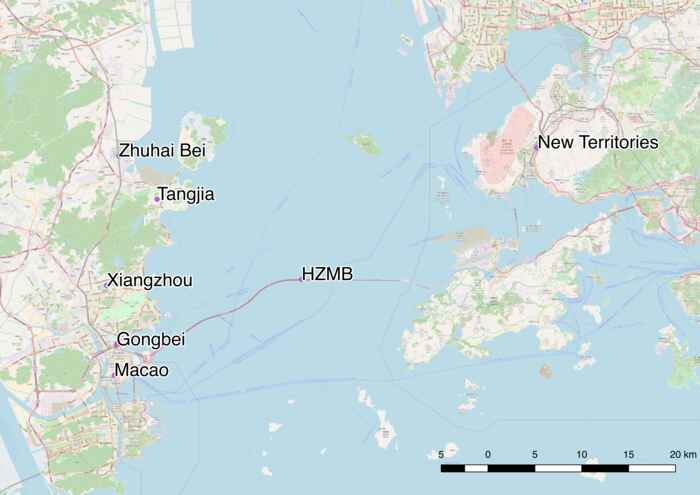 New Territories
Zhuhai Bei
Tangjia
HZMB
Xiangzhou
Gongbei
Macao
5 0 5 10 15 20 km